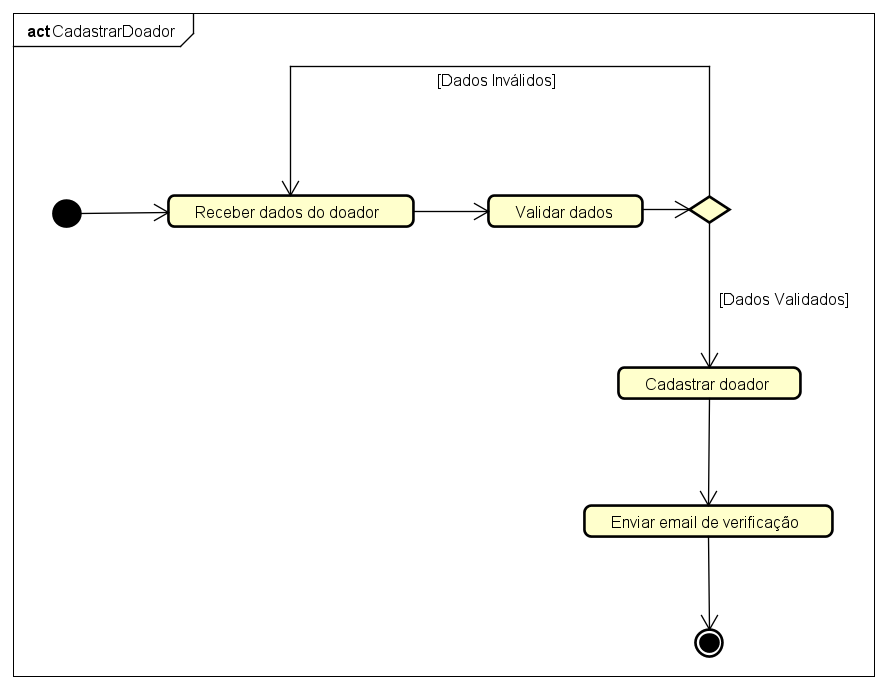 act CadastrarDoador
[Dados Inválidos]
Receber dados do doador
Validar dados
[Dados Validados]
Cadastrar doador
Enviar email de verificação